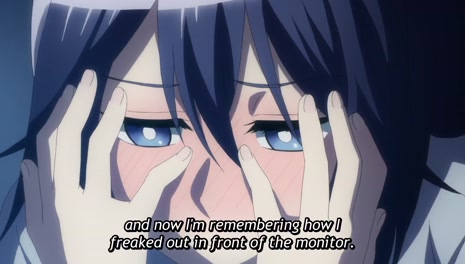 and now I'm remembering how I
freaked out in front of the monitor.